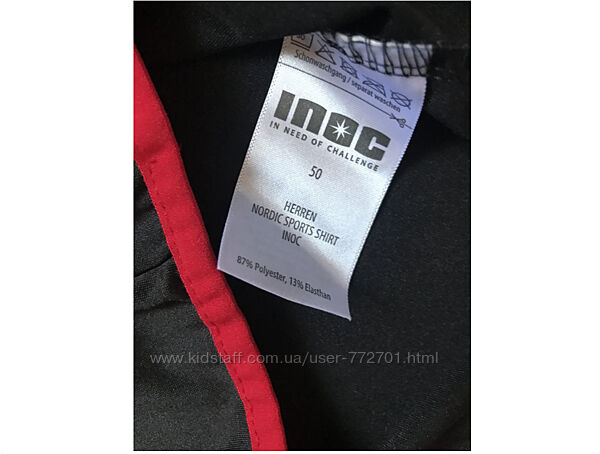 Schonwaschgang / separat waschen
INOC
IN NEED OF CHALLENGE
50
HERREN
NORDIC SPORTS SHIRT
INOC
87% Polyester, 13% Elasthan
www.kidstaff.com.ua/user-772701.html